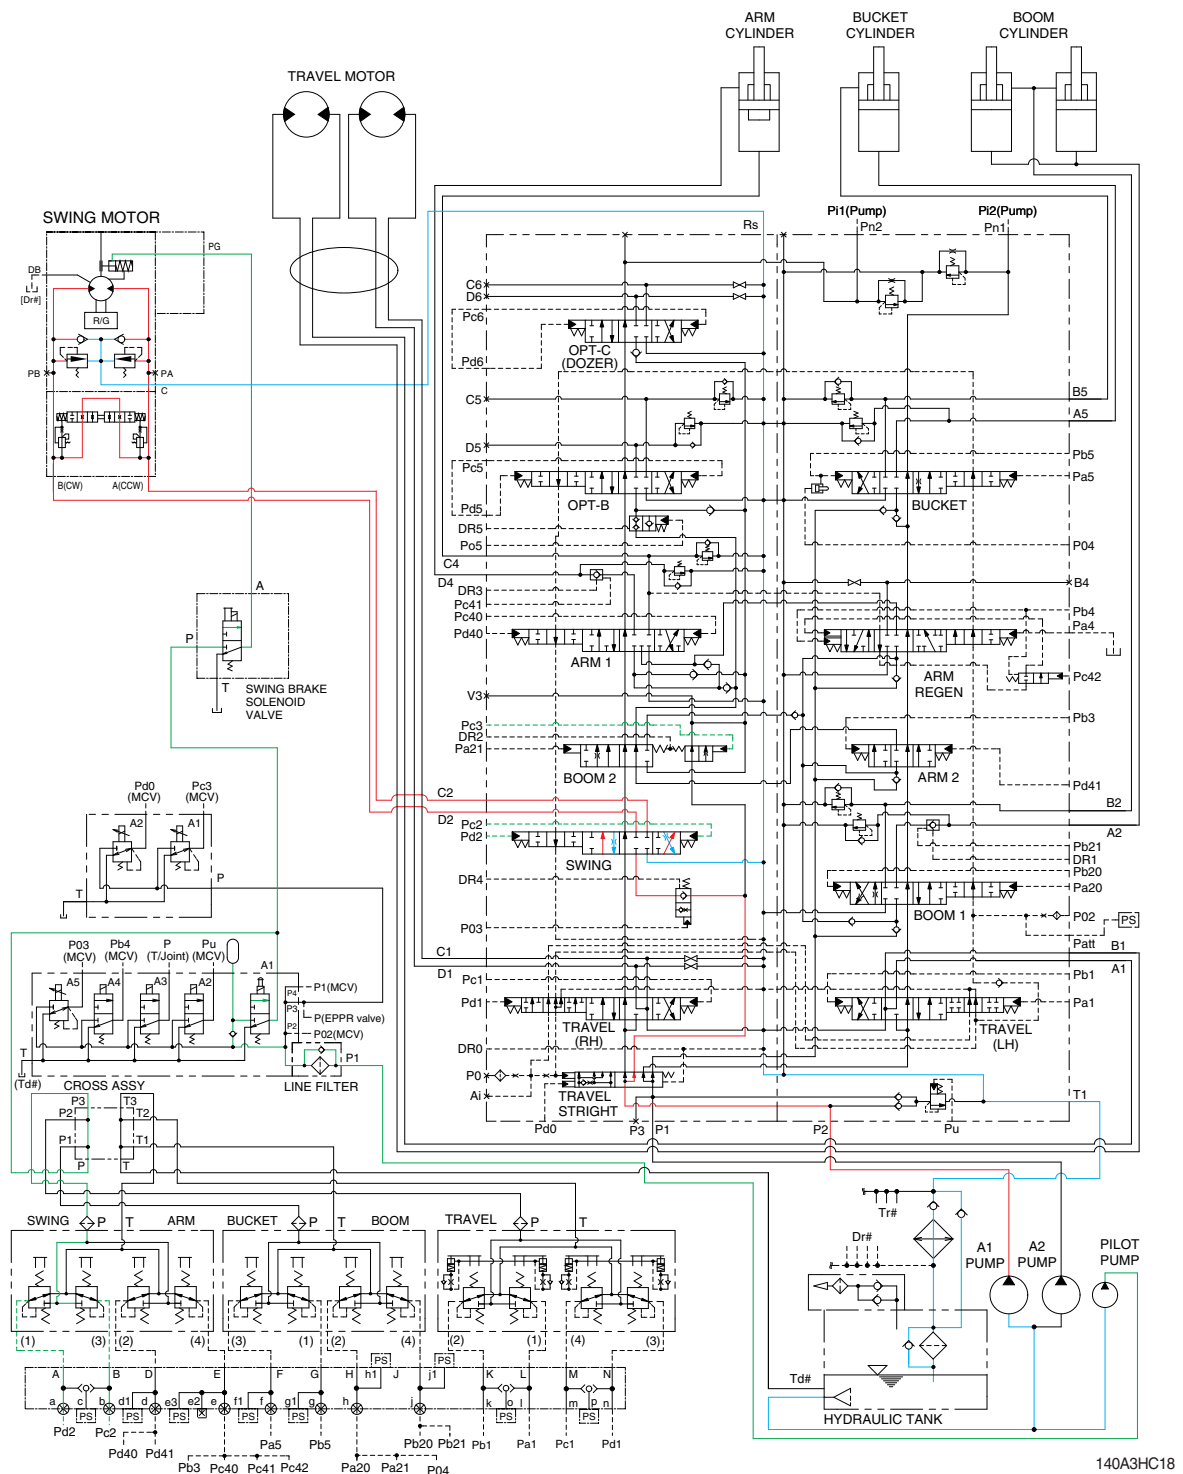 ARM
CYLINDER
BUCKET
CYLINDER
BOOM
CYLINDER
TRAVEL MOTOR
SWING MOTOR
PG
DB
[Dr#]
R/G
PB
PA
C
B(CW)
A(CCW)
Rs
Pi1(Pump)
Pn2
Pi2(Pump)
Pn1
C6
D6
Pc6
Pd6
OPT-C
(DOZER)
C5
B5
A5
D5
Pc5
Pd5
OPT-B
Pb5
Pa5
BUCKET
DR5
Po5
P04
C4
D4
DR3
Pc41
Pc40
Pd40
ARM 1
B4
Pb4
Pa4
ARM
REGEN
Pc42
V3
Pc3
DR2
Pa21
BOOM 2
Pb3
ARM 2
Pd41
C2
D2
Pc2
Pd2
SWING
B2
A2
Pb21
DR1
Pb20
Pa20
BOOM 1
DR4
P03
P02
PS
Patt
C1
D1
Pc1
Pd1
TRAVEL
(RH)
B1
A1
Pb1
Pa1
TRAVEL
(LH)
DR0
P0
Ai
TRAVEL
STRIGHT
Pd0
P3
P1
P2
Pu
T1
A
P
T
SWING BRAKE
SOLENOID
VALVE
Pd0
(MCV)
Pc3
(MCV)
A2
A1
P
T
P03
(MCV)
Pb4
(MCV)
P
(T/Joint)
Pu
(MCV)
A1
A5
A4
A3
A2
P4
P3
P2
P1(MCV)
P(EPPR valve)
P02(MCV)
P1
T
(Td#)
LINE FILTER
CROSS ASSY
P3
P2
P1
P
T3
T2
T1
T
SWING
P
T
ARM
BUCKET
P
T
BOOM
TRAVEL
P
T
(1)
(3)
(2)
(4)
(3)
(1)
(2)
(4)
(2)
(1)
(4)
(3)
A
B
D
E
F
G
H
PS
h1
J
PS
j1
K
L
M
N
a
c
b
d1
d
e3
e2
e
f1
f
g1
g
h
j
k
o
l
m
p
n
PS
PS
PS
PS
PS
PS
PS
Pd2
Pc2
Pd40
Pd41
Pb3
Pc40
Pc41
Pc42
Pa5
Pb5
Pa20
Pa21
P04
Pb20
Pb21
Pb1
Pa1
Pc1
Pd1
Tr#
Dr#
A1
PUMP
A2
PUMP
PILOT
PUMP
Td#
HYDRAULIC TANK
140A3HC18